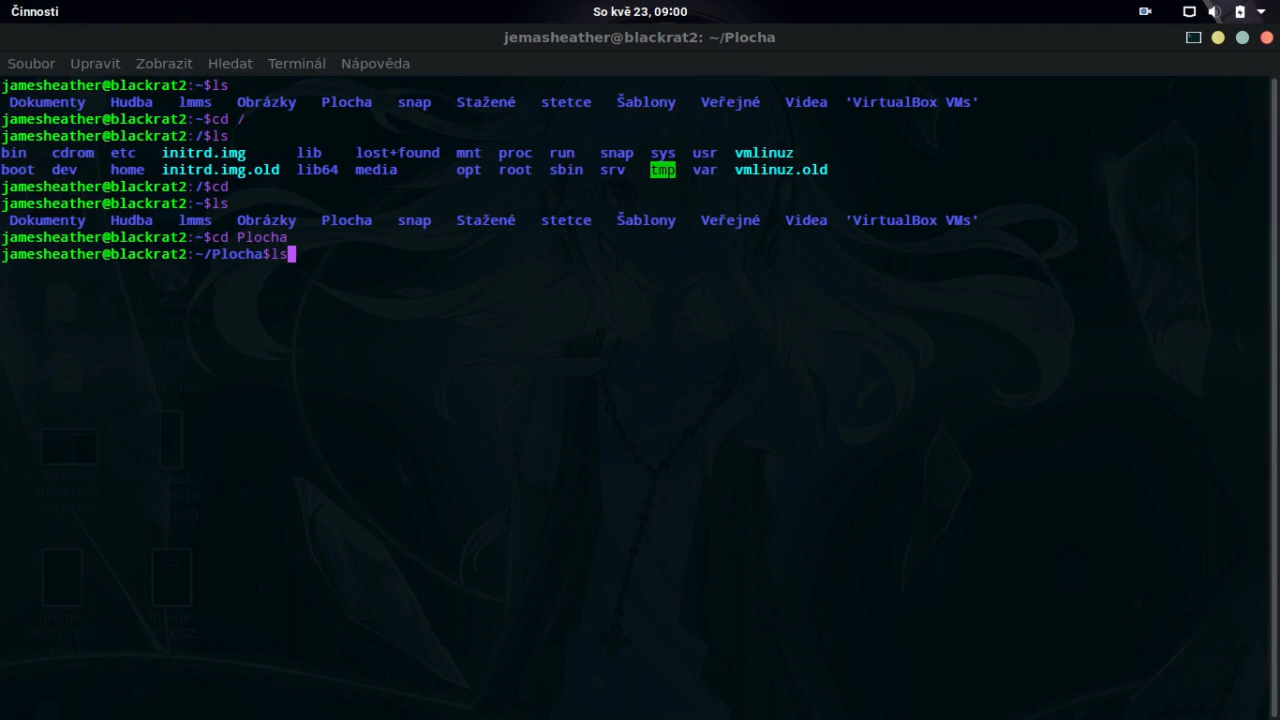 Činnosti
So kvě 23, 09:00
jemasheather@blackrat2: ~/Plocha
Soubor Upravit Zobrazit Hledat Terminál Nápověda
jamesheather@blackrat2:~$ls
Dokumenty Hudba lmms Obrázky Plocha snap Stažené stetce Šablony Veřejné Videa 'VirtualBox VMs'
jamesheather@blackrat2:~$cd /
jamesheather@blackrat2:/$ls
bin cdrom etc initrd.img lib lost+found mnt proc run snap sys usr vmlinuz
boot dev home initrd.img.old lib64 media opt root sbin srv tmp var vmlinuz.old
jamesheather@blackrat2:/$cd
jamesheather@blackrat2:~$ls
Dokumenty Hudba lmms Obrázky Plocha snap Stažené stetce Šablony Veřejné Videa 'VirtualBox VMs'
jamesheather@blackrat2:~$cd Plocha
jamesheather@blackrat2:~/Plocha$ls